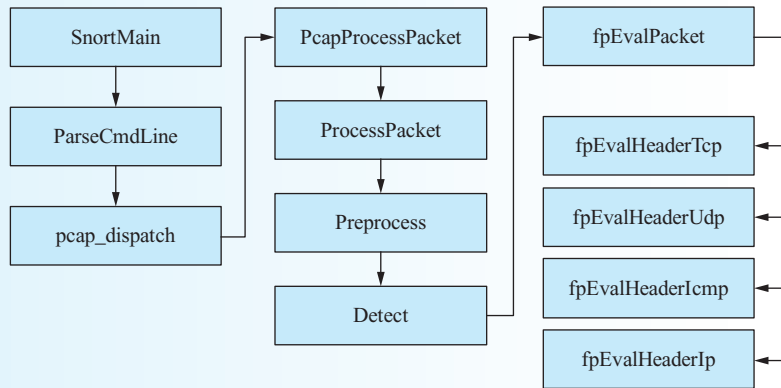 SnortMain
ParseCmdLine
pcap_dispatch
PcapProcessPacket
ProcessPacket
Preprocess
Detect
fpEvalPacket
fpEvalHeaderTcp
fpEvalHeaderUdp
fpEvalHeaderIcmp
fpEvalHeaderIp